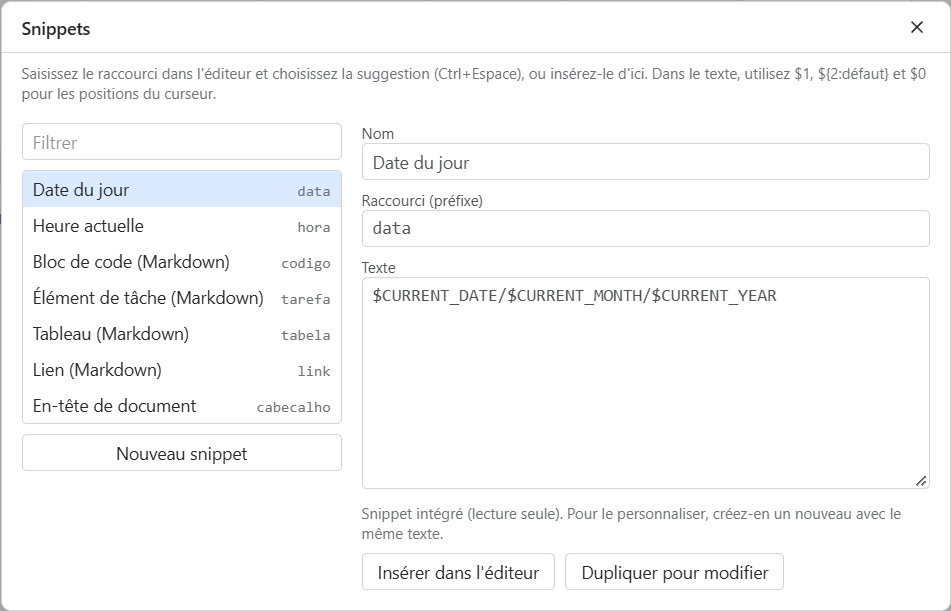 Snippets
Saisissez le raccourci dans l'éditeur et choisissez la suggestion (Ctrl+Espace), ou insérez-le d'ici. Dans le texte, utilisez $1, ${2:défaut} et $0
pour les positions du curseur.
Filtrer
Date du jour data
Heure actuelle hora
Bloc de code (Markdown) codigo
Élément de tâche (Markdown) tarefa
Tableau (Markdown) tabela
Lien (Markdown) link
En-tête de document cabecalho
Nouveau snippet
Nom
Date du jour
Raccourci (préfixe)
data
Texte
$CURRENT_DATE/$CURRENT_MONTH/$CURRENT_YEAR
Snippet intégré (lecture seule). Pour le personnaliser, créez-en un nouveau avec le
même texte.
Insérer dans l'éditeur
Dupliquer pour modifier